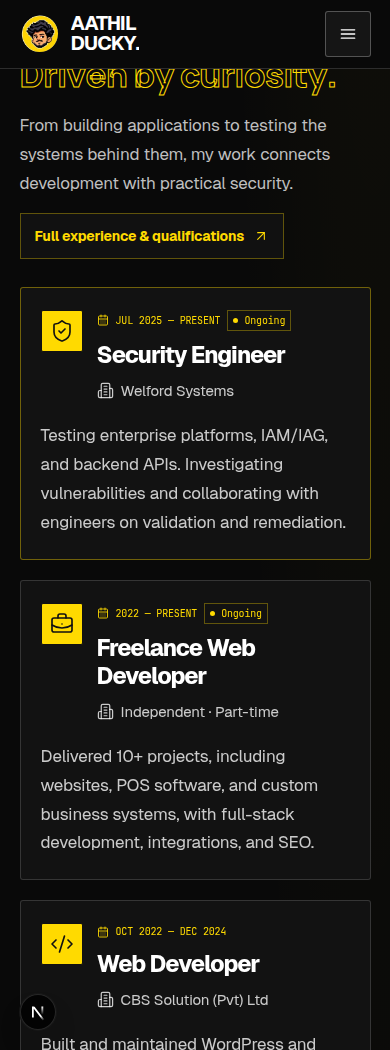 AATHIL
DUCKY.
Driven by curiosity.
From building applications to testing the
systems behind them, my work connects
development with practical security.
Full experience & qualifications
JUL 2025 — PRESENT Ongoing
Security Engineer
Welford Systems
Testing enterprise platforms, IAM/IAG,
and backend APIs. Investigating
vulnerabilities and collaborating with
engineers on validation and remediation.
2022 — PRESENT Ongoing
Freelance Web
Developer
Independent · Part-time
Delivered 10+ projects, including
websites, POS software, and custom
business systems, with full-stack
development, integrations, and SEO.
OCT 2022 — DEC 2024
Web Developer
CBS Solution (Pvt) Ltd
N
Built and maintained WordPress and